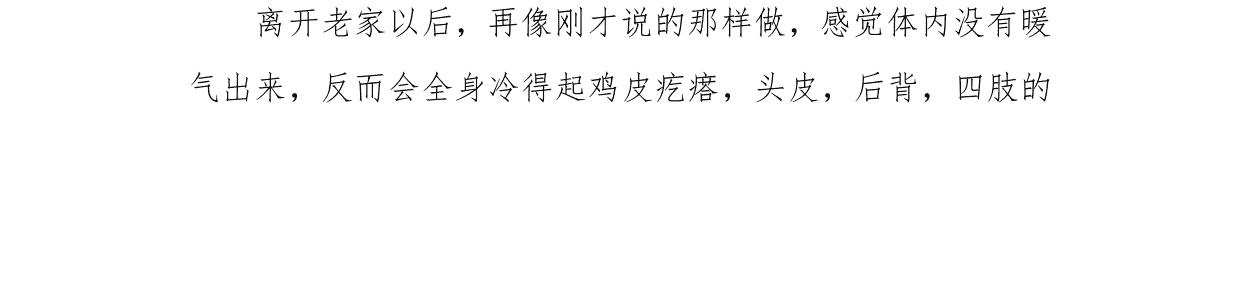 离开老家以后，再像刚才说的那样做，感觉体内没有暖
气出来，反而会全身冷得起鸡皮疙瘩，头皮，后背，四肢的